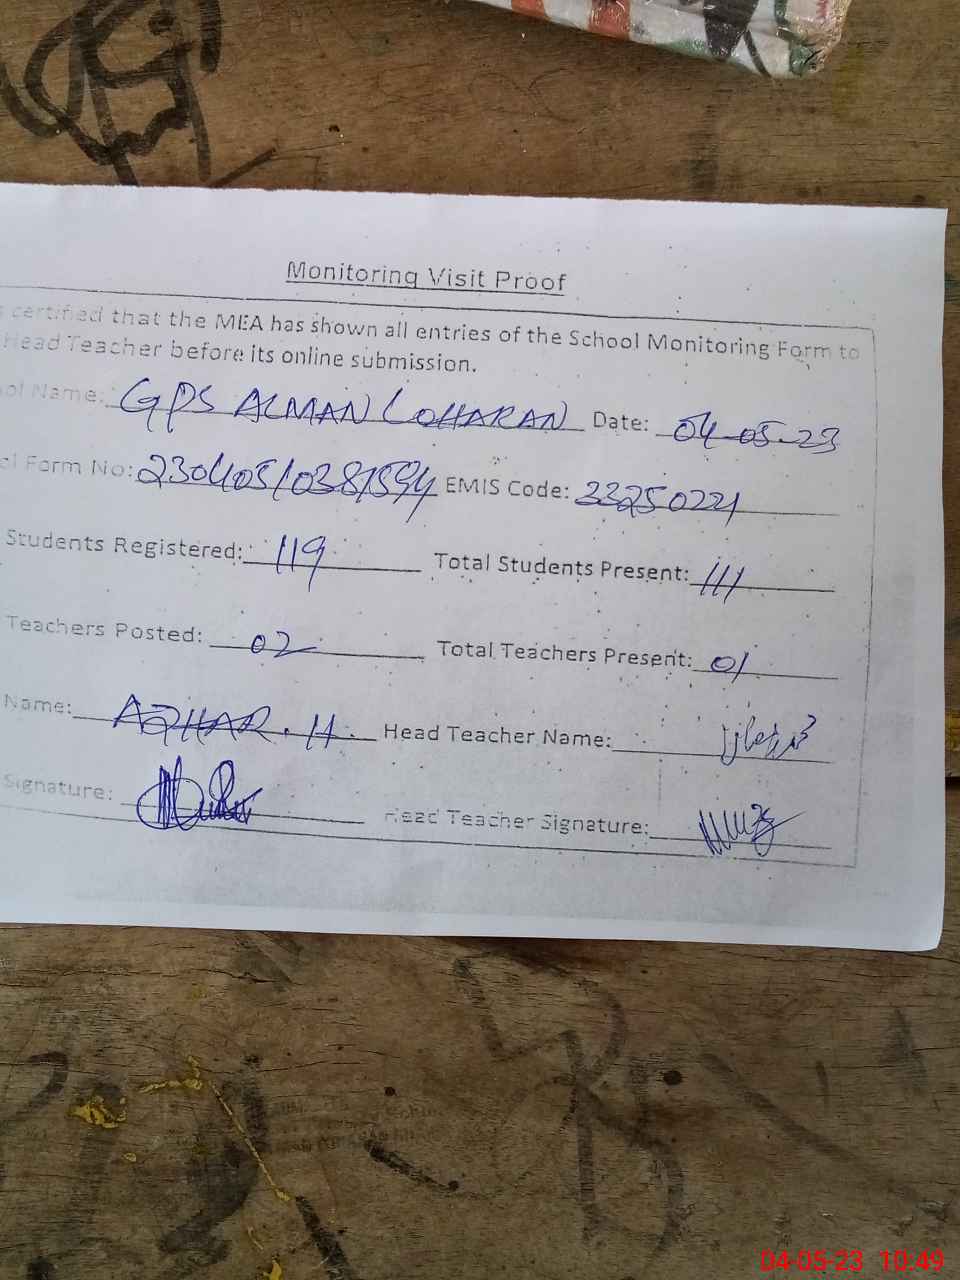 Monitoring Visit Proof
certified that the MEA has shown all entries of the School Monitoring Form to
Head Teacher before its online submission.
ol Name: GPS ALMAN LOHARAN Date: 04-05-23
ol Form No: 23040510381594 EMIS Code: 33250221
Students Registered: 119 Total Students Present: 111
Teachers Posted: 02 Total Teachers Present: 01
Name: AZHAR. H. Head Teacher Name:
Signature: Head Teacher Signature:
04-05-23 10:49